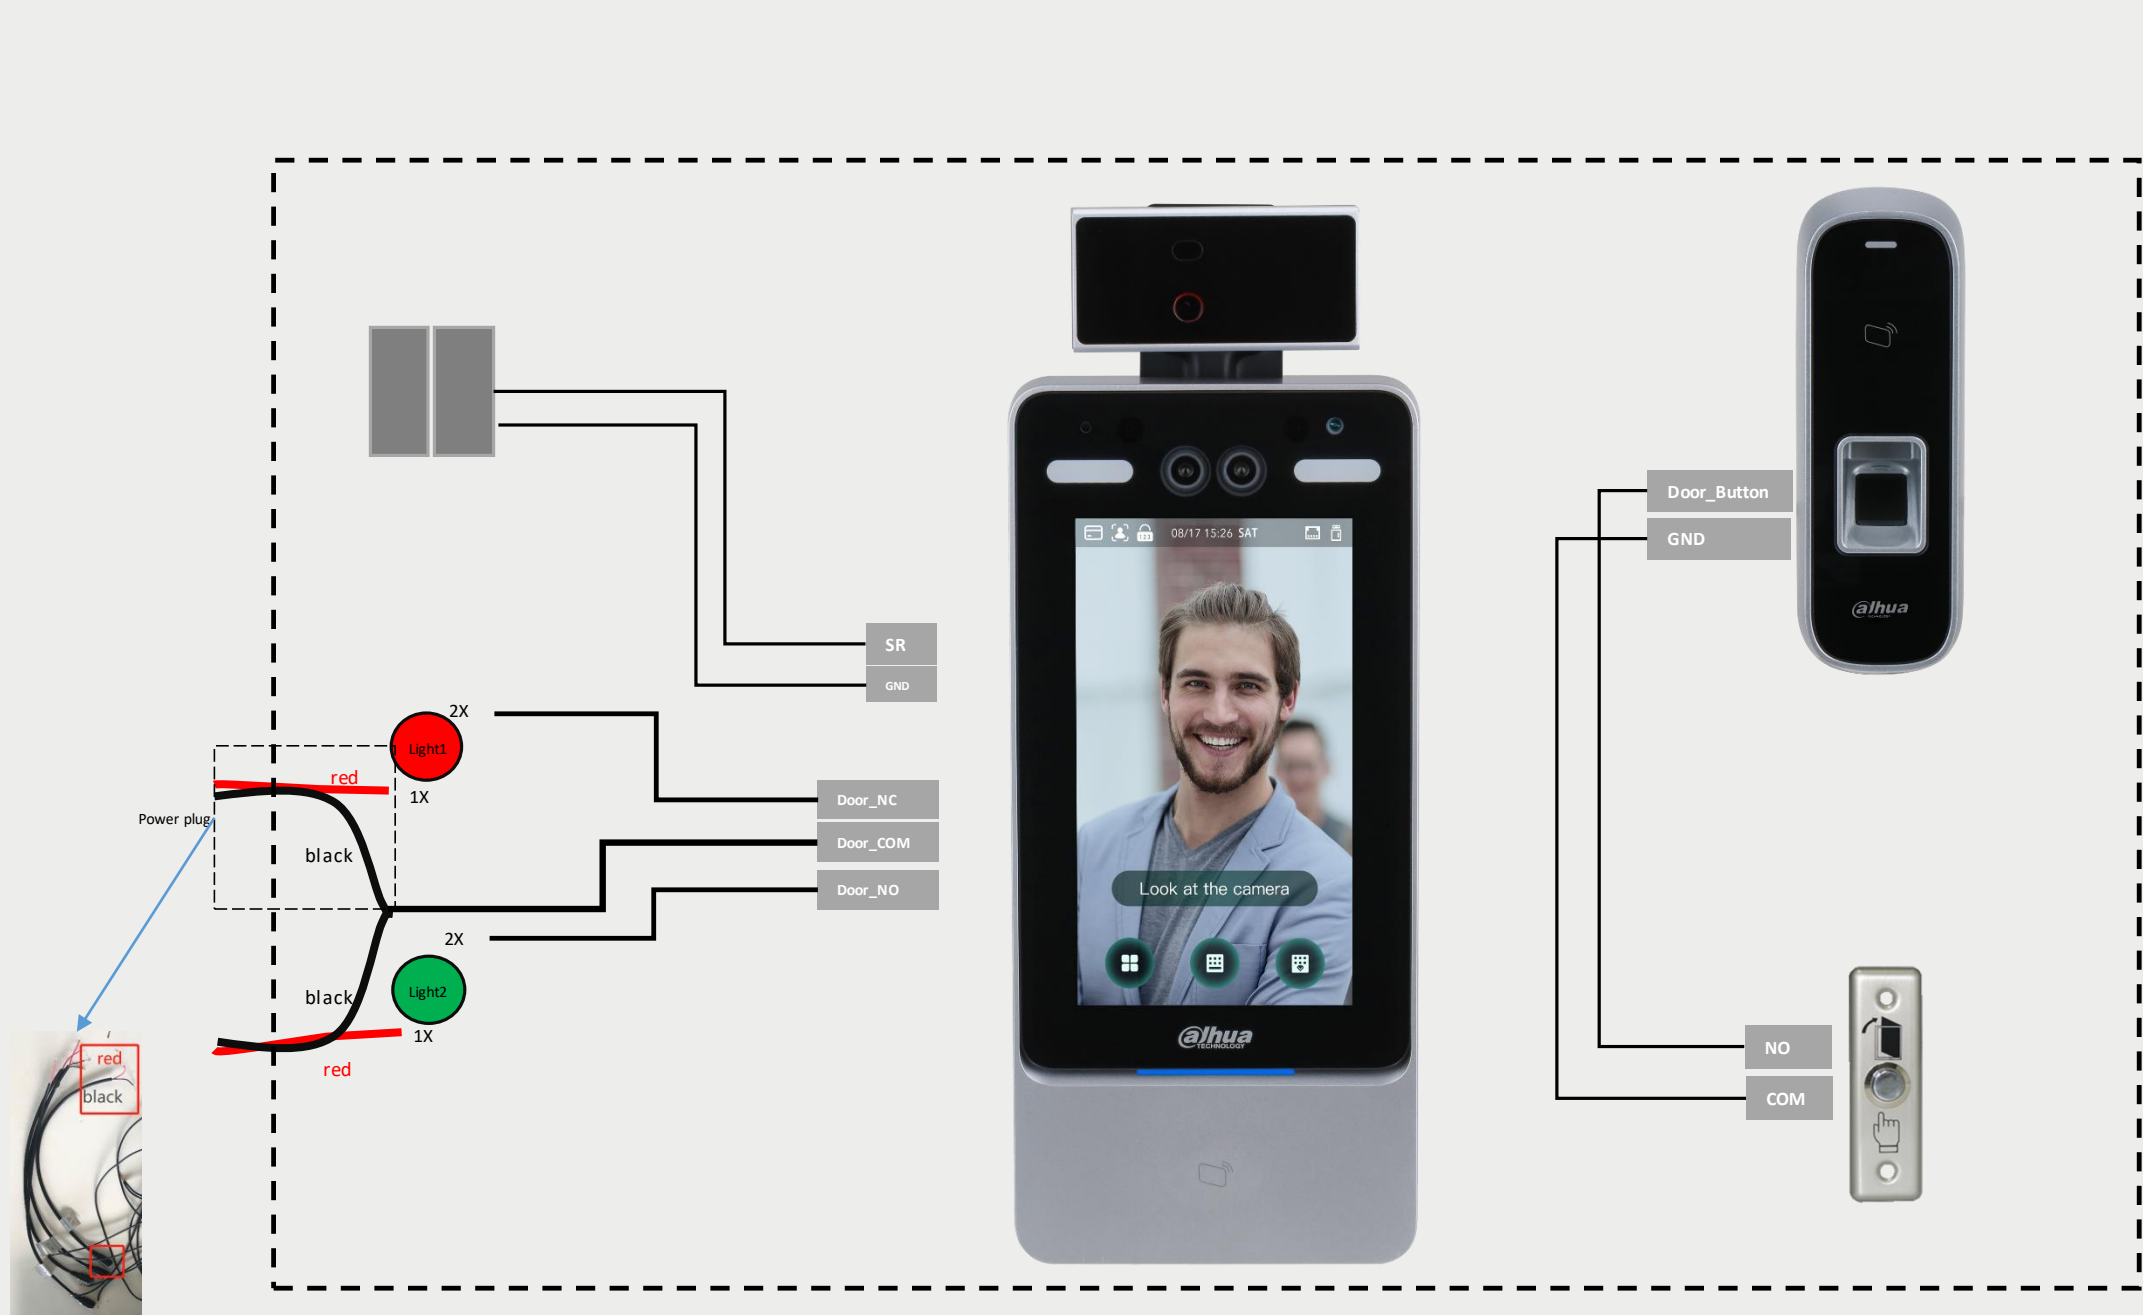 08/17 15:26 SAT
Door_Button
GND
alhua
SR
GND
2X
Light1
red
1X
Door_NC
Power plug
Door_COM
black
Door_NO
Look at the camera
2X
Light2
black
1X
alhua
TECHNOLOGY
red
NO
red
black
COM